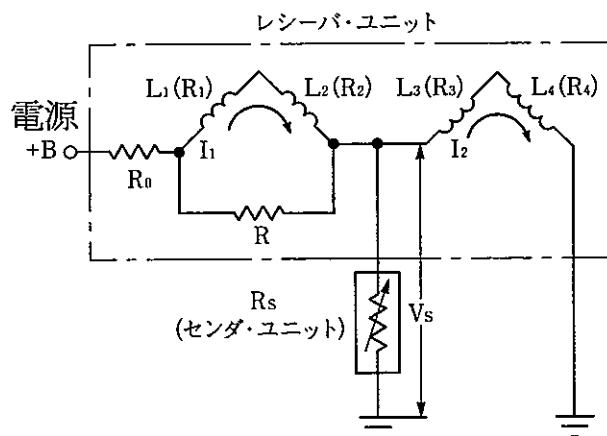 レシーバ・ユニット
L₁(R₁)
L₂(R₂)
L₃(R₃)
L₄(R₄)
電源
+B
R₀
I₁
I₂
R
Rs
(センダ・ユニット)
Vs